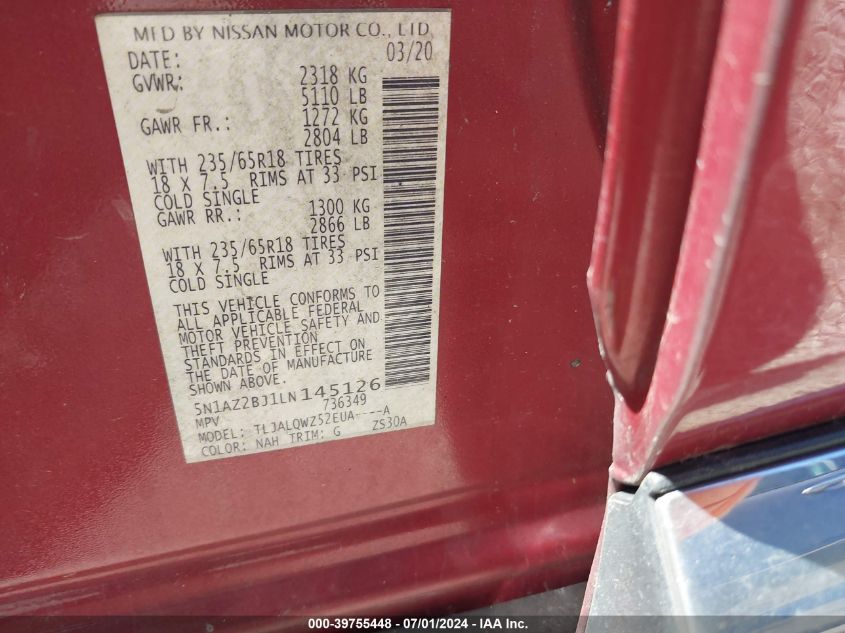 MFD BY NISSAN MOTOR CO., LTD
DATE: 03/20
GVWR: 2318 KG
5110 LB
GAWR FR.: 1272 KG
2804 LB
WITH 235/65R18 TIRES
18 X 7.5 RIMS AT 33 PSI
COLD SINGLE
GAWR RR.: 1300 KG
2866 LB
WITH 235/65R18 TIRES
18 X 7.5 RIMS AT 33 PSI
COLD SINGLE
THIS VEHICLE CONFORMS TO
ALL APPLICABLE FEDERAL
MOTOR VEHICLE SAFETY AND
THEFT PREVENTION
STANDARDS IN EFFECT ON
THE DATE OF MANUFACTURE
SHOWN ABOVE.
5N1AZ2BJ1LN145126
MPV 736349
MODEL: TLJALQWZ52EUA----A
COLOR: NAH TRIM: G ZS30A
000-39755448 - 07/01/2024 - IAA Inc.